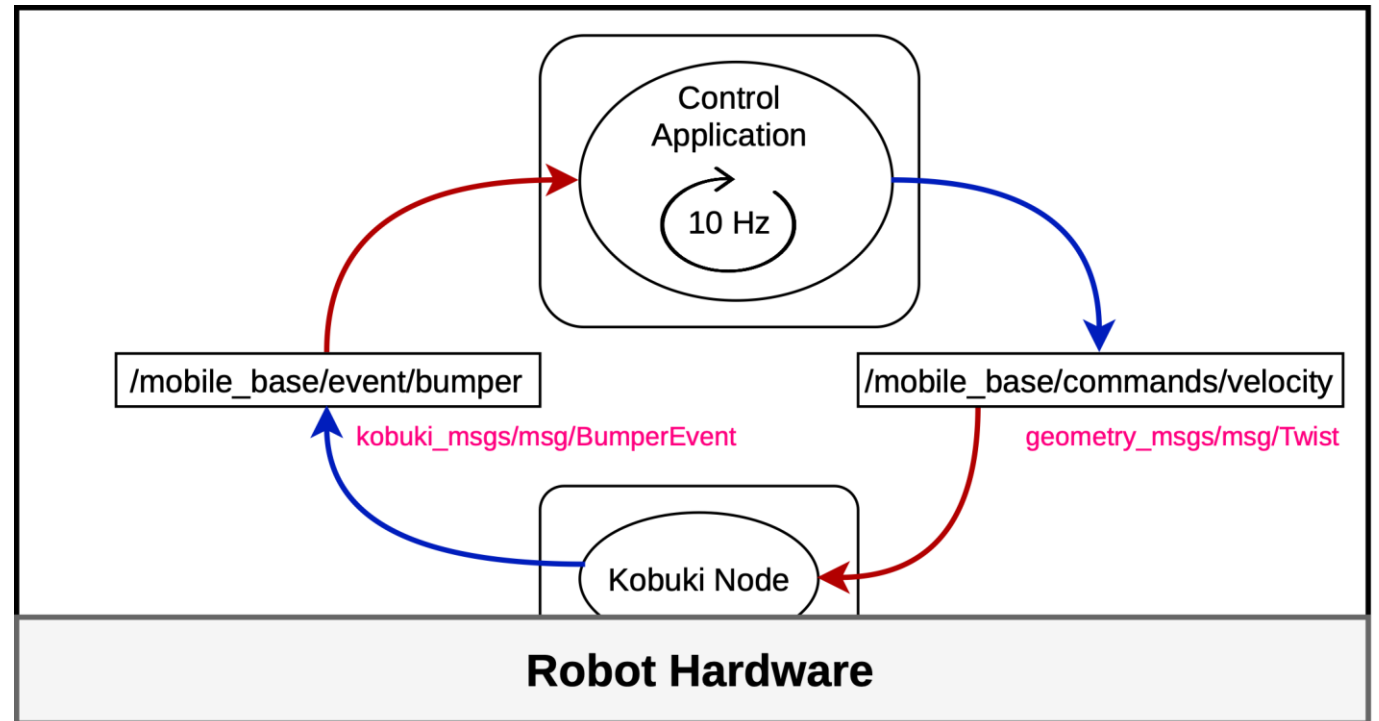 Control
Application
10 Hz
/mobile_base/event/bumper
/mobile_base/commands/velocity
kobuki_msgs/msg/BumperEvent
geometry_msgs/msg/Twist
Kobuki Node
Robot Hardware